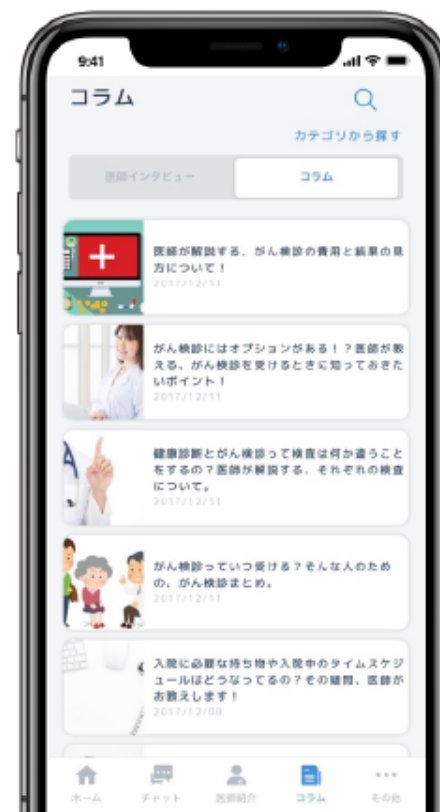 9:41
コラム
カテゴリから探す
医師インタビュー
コラム
医師が解説する、がん検診の費用と結果の見
方について！
2017/12/11
がん検診にはオプションがある！？医師が教
える、がん検診を受けるときに知っておきた
いポイント！
2017/12/11
健康診断とがん検診って検査は何か違うこと
をするの？医師が解説する、それぞれの検査
について。
2017/12/11
がん検診っていつ受ける？そんな人のため
の、がん検診まとめ。
2017/12/11
入院に必要な持ち物や入院中のタイムスケジ
ュールはどうなってるの？その疑問、医師が
お教えします！
2017/12/08
ホーム
チャット
医師紹介
コラム
その他